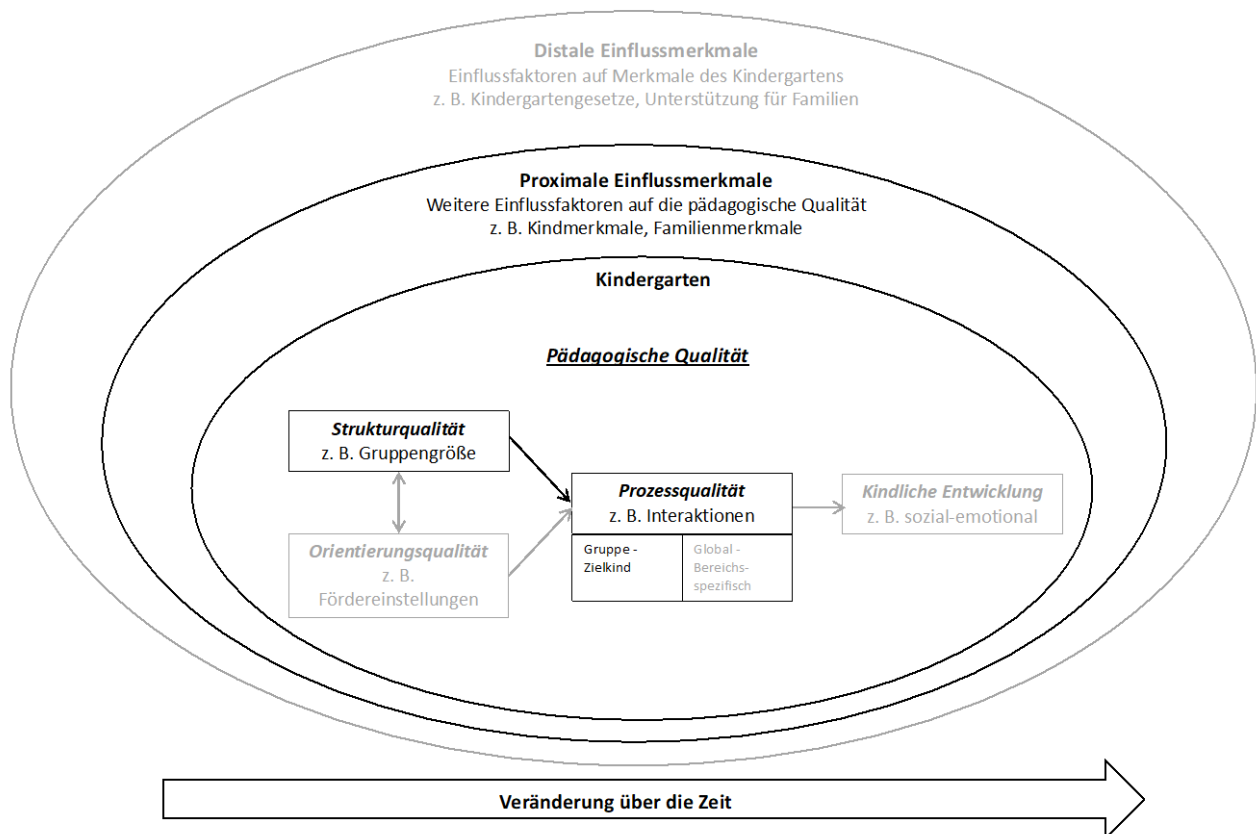 Distale Einflussmerkmale
Einflussfaktoren auf Merkmale des Kindergartens
z. B. Kindergartengesetze, Unterstützung für Familien
Proximale Einflussmerkmale
Weitere Einflussfaktoren auf die pädagogische Qualität
z. B. Kindmerkmale, Familienmerkmale
Kindergarten
Pädagogische Qualität
Strukturqualität
z. B. Gruppengröße
Orientierungsqualität
z. B.
Fördereinstellungen
Prozessqualität
z. B. Interaktionen
Gruppe -
Zielkind
Global -
Bereichs-
spezifisch
Kindliche Entwicklung
z. B. sozial-emotional
Veränderung über die Zeit